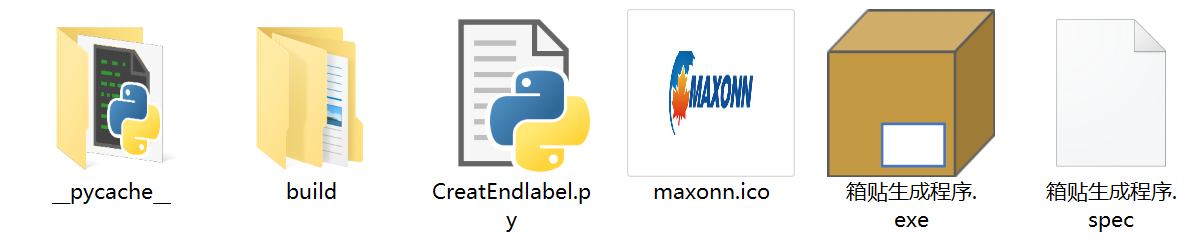 MAXONN
__pycache__
build
CreatEndlabel.p
y
maxonn.ico
箱贴生成程序.
exe
箱贴生成程序.
spec